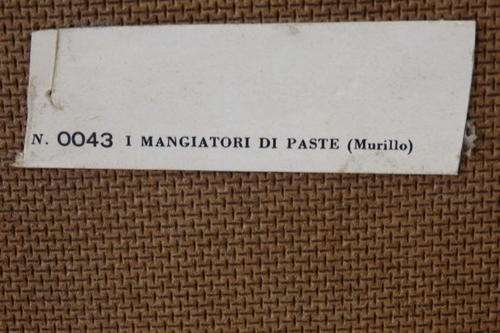 N. 0043 I MANGIATORI DI PASTE (Murillo)